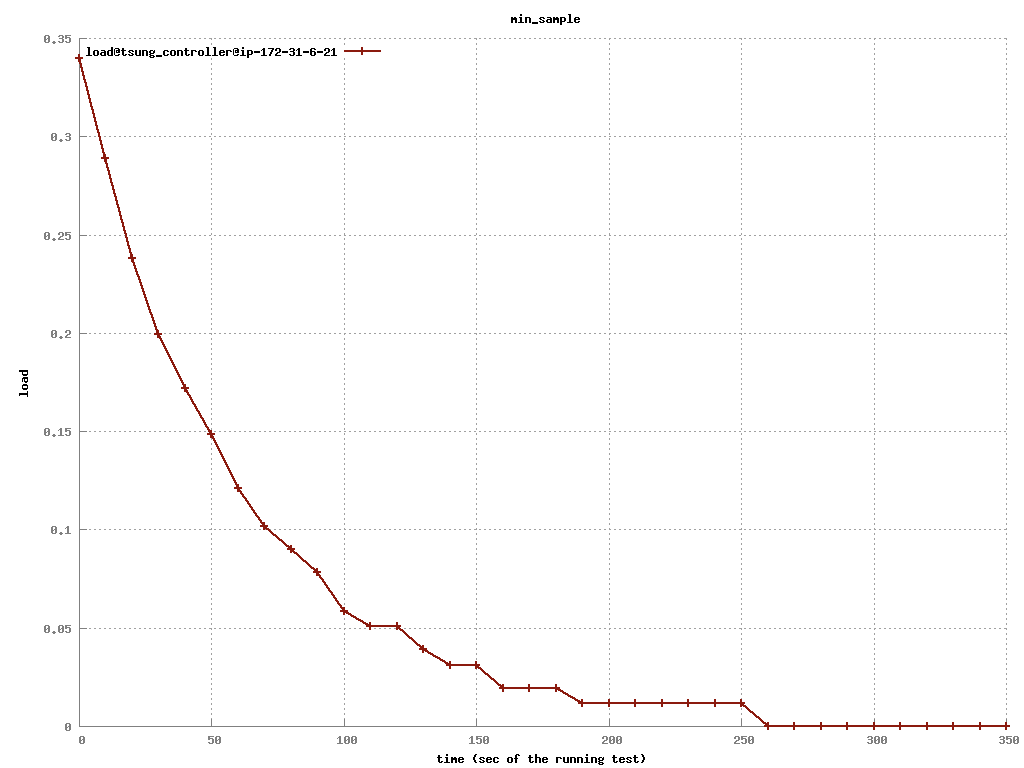 min_sample
load@tsung_controller@ip-172-31-6-21
0.35
0.3
0.25
0.2
0.15
0.1
0.05
0
load
0 50 100 150 200 250 300 350
time (sec of the running test)